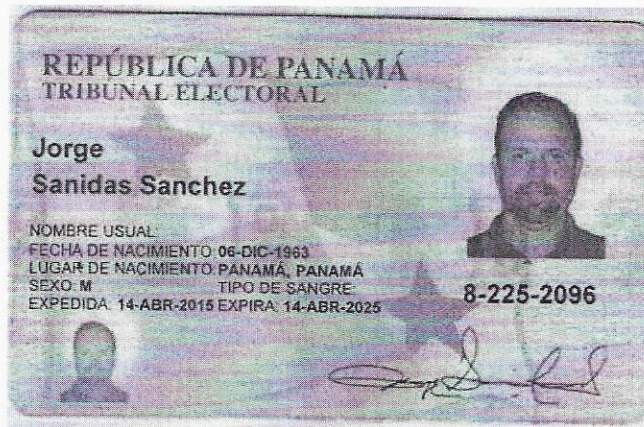 REPÚBLICA DE PANAMÁ
TRIBUNAL ELECTORAL
Jorge
Sanidas Sanchez
NOMBRE USUAL:
FECHA DE NACIMIENTO: 06-DIC-1963
LUGAR DE NACIMIENTO: PANAMÁ, PANAMÁ
SEXO: M TIPO DE SANGRE:
EXPEDIDA: 14-ABR-2015 EXPIRA: 14-ABR-2025
8-225-2096